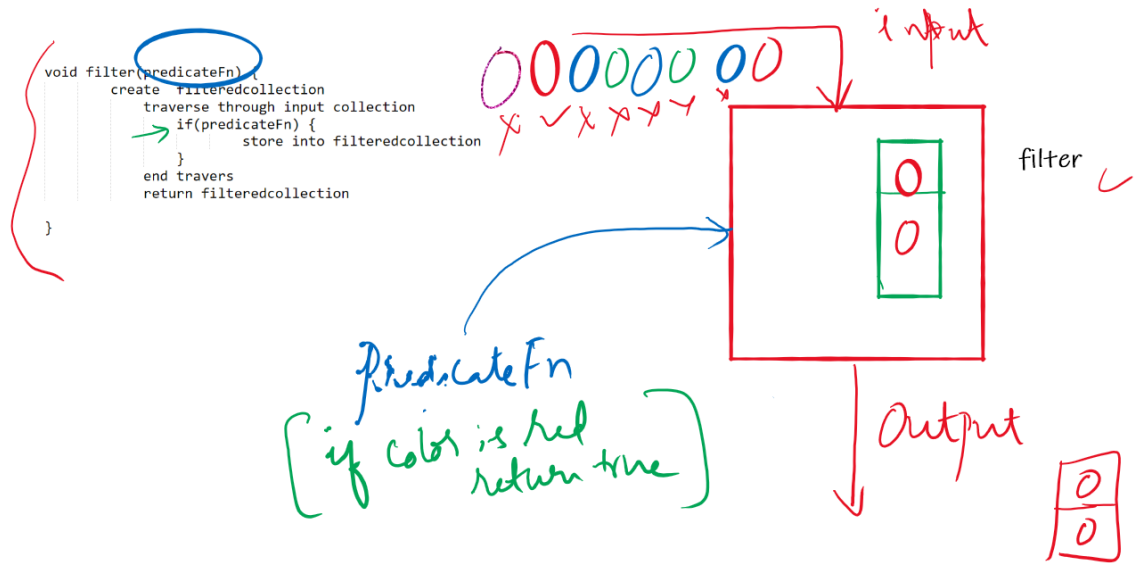 void filter(predicateFn) {
create filteredcollection
traverse through input collection
if(predicateFn) {
store into filteredcollection
}
end travers
return filteredcollection
}
input
filter
PredicateFn
if color is red
return true
Output